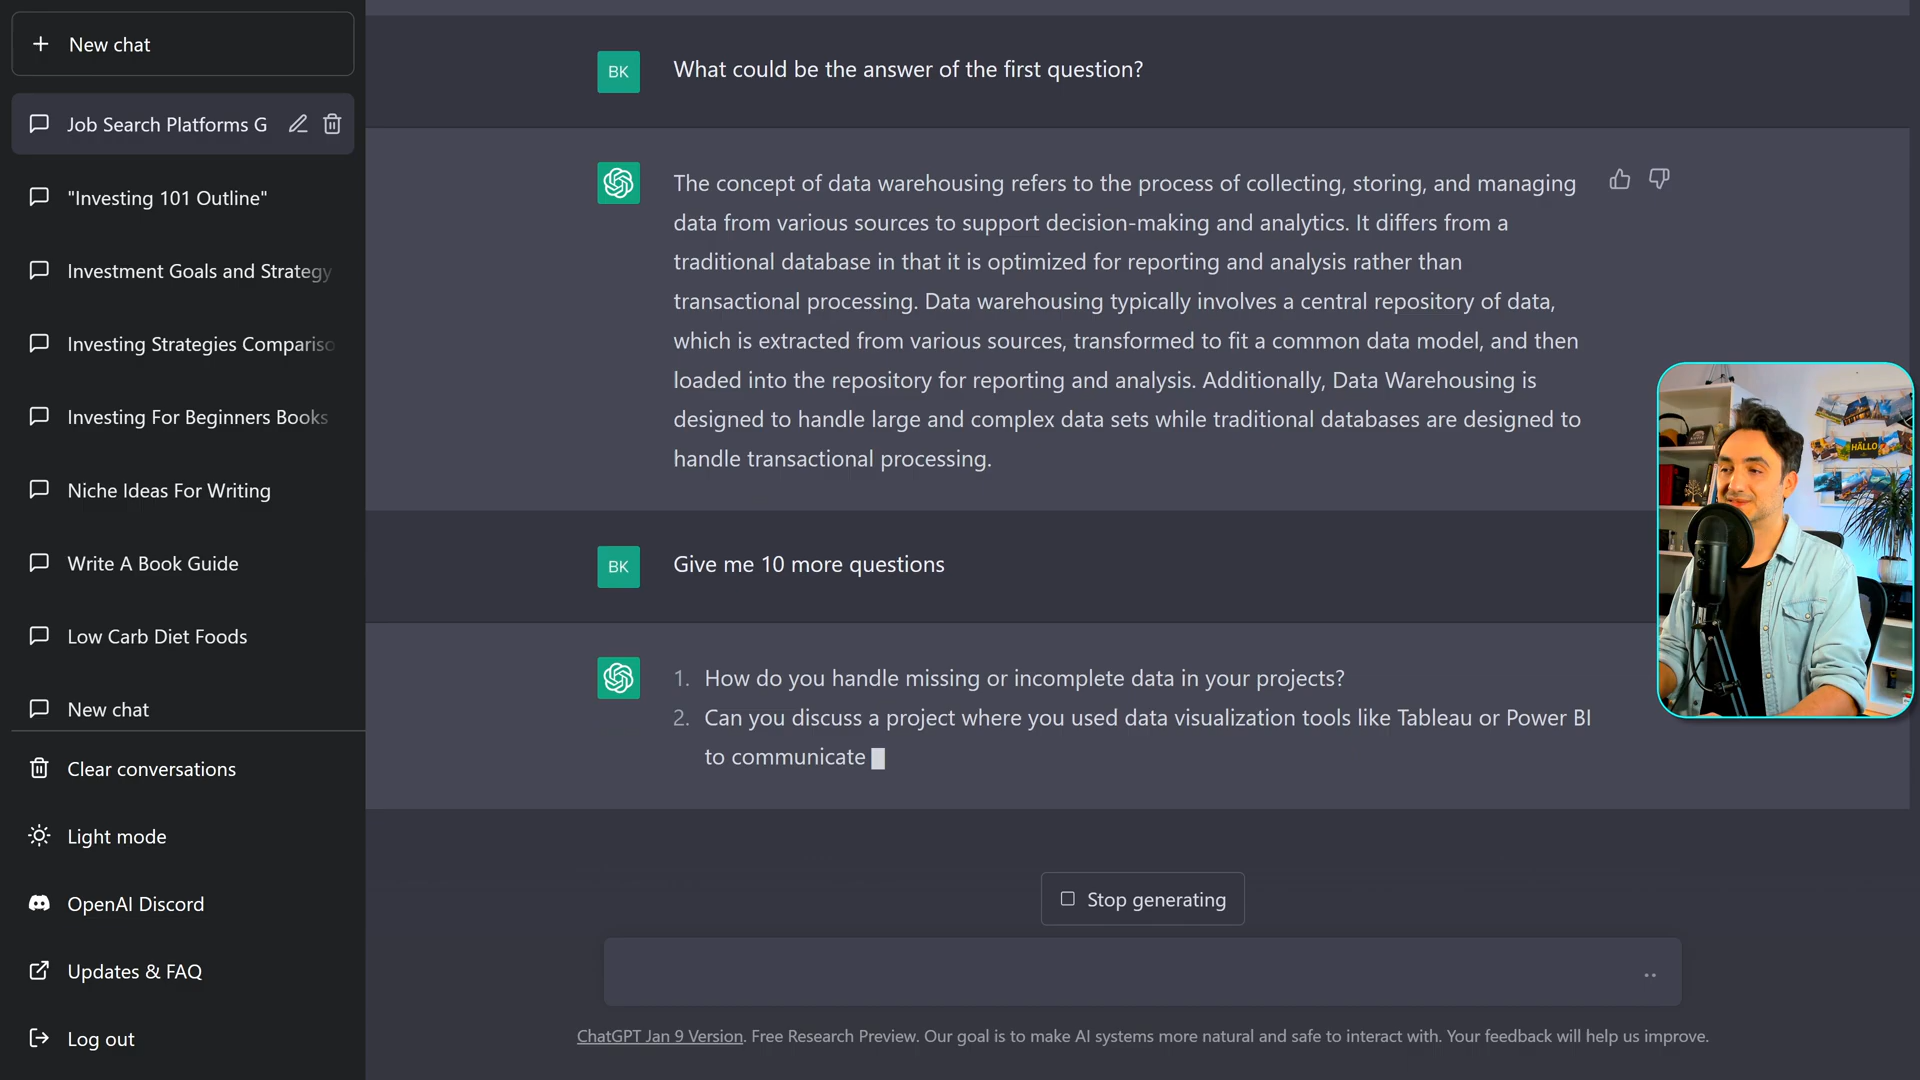 New chat
Job Search Platforms G
"Investing 101 Outline"
Investment Goals and Strategy
Investing Strategies Compariso
Investing For Beginners Books
Niche Ideas For Writing
Write A Book Guide
Low Carb Diet Foods
New chat
Clear conversations
Light mode
OpenAI Discord
Updates & FAQ
Log out
BK
What could be the answer of the first question?
The concept of data warehousing refers to the process of collecting, storing, and managing
data from various sources to support decision-making and analytics. It differs from a
traditional database in that it is optimized for reporting and analysis rather than
transactional processing. Data warehousing typically involves a central repository of data,
which is extracted from various sources, transformed to fit a common data model, and then
loaded into the repository for reporting and analysis. Additionally, Data Warehousing is
designed to handle large and complex data sets while traditional databases are designed to
handle transactional processing.
BK
Give me 10 more questions
1. How do you handle missing or incomplete data in your projects?
2. Can you discuss a project where you used data visualization tools like Tableau or Power BI
to communicate
HALLO
Stop generating
ChatGPT Jan 9 Version. Free Research Preview. Our goal is to make AI systems more natural and safe to interact with. Your feedback will help us improve.